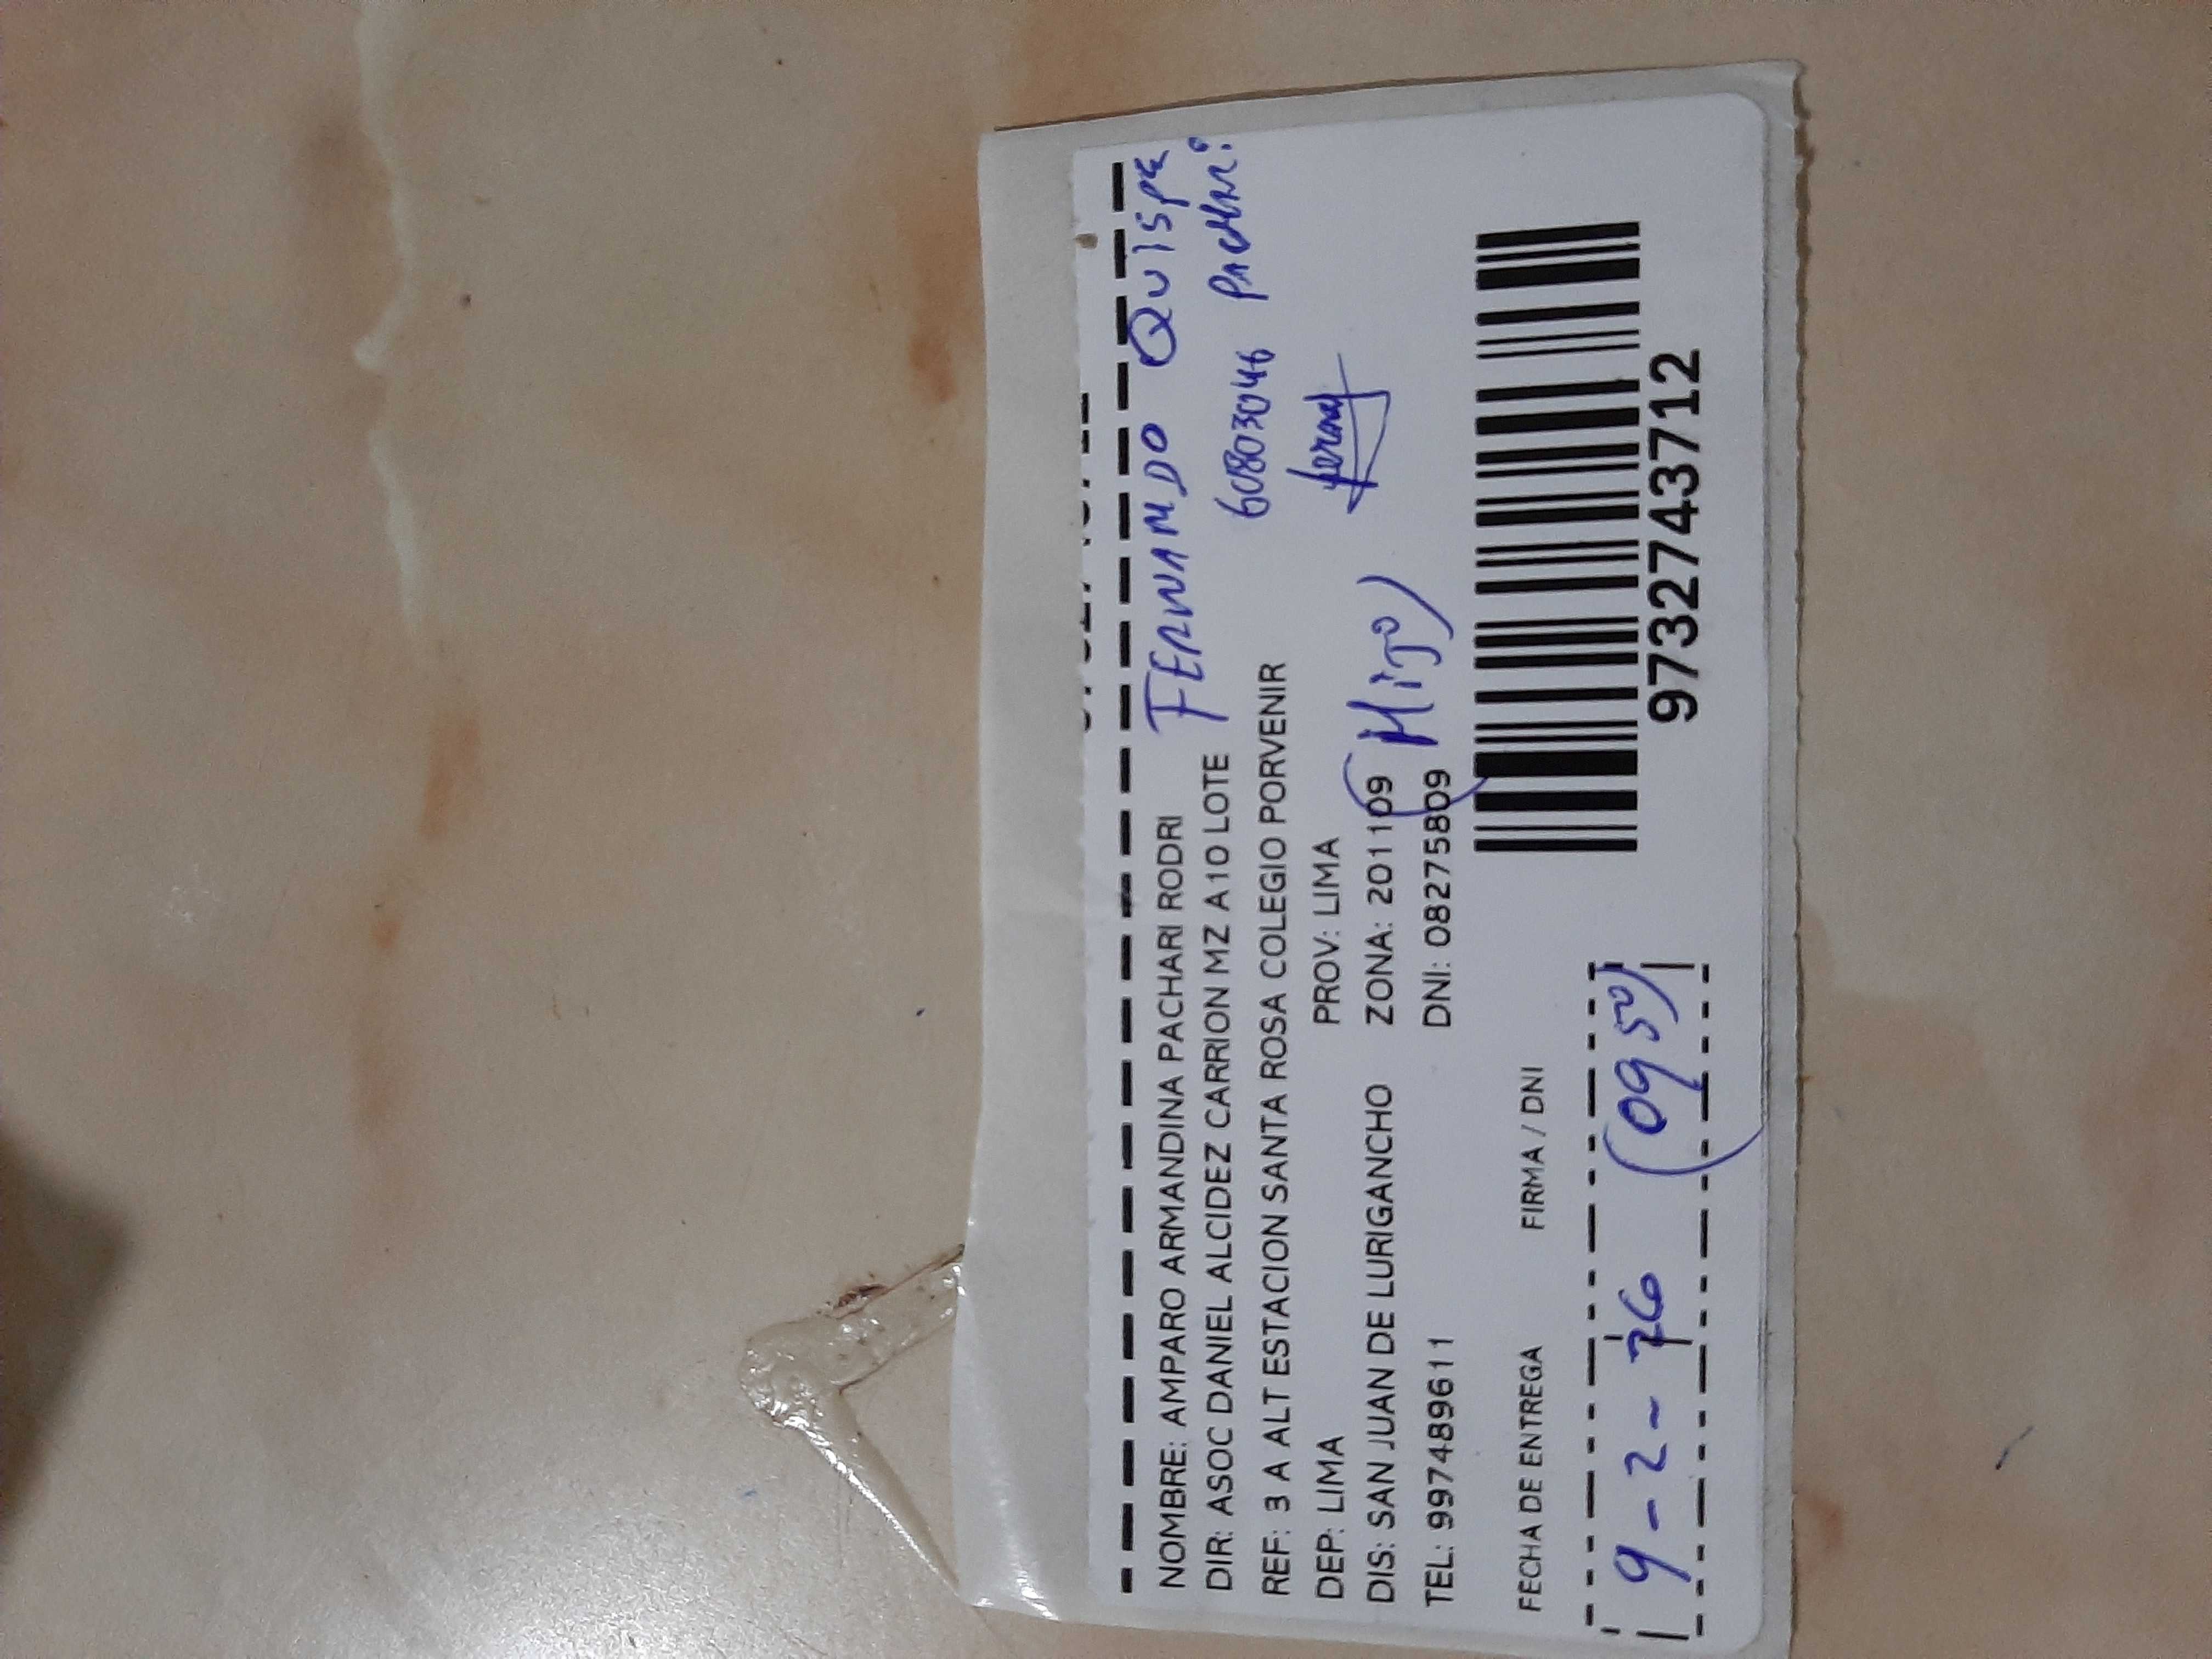 NOMBRE: AMPARO ARMANDINA PACHARI RODRI
FERNANDO QUISPE
DIR: ASOC DANIEL ALCIDEZ CARRION MZ A10 LOTE
60803046 PACHARI
REF: 3 A ALT ESTACION SANTA ROSA COLEGIO PORVENIR
DEP: LIMA PROV: LIMA
DIS: SAN JUAN DE LURIGANCHO ZONA: 201109
(HIJO)
TEL: 997489611 DNI: 08275809
FECHA DE ENTREGA FIRMA / DNI
9-2-26 (0950)
9732743712